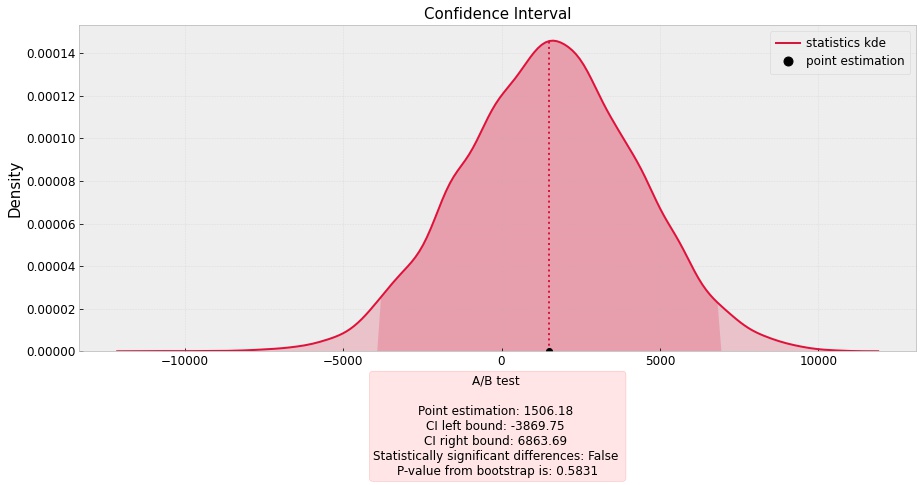 Confidence Interval
statistics kde
point estimation
Density
0.00014
0.00012
0.00010
0.00008
0.00006
0.00004
0.00002
0.00000
−10000
−5000
0
5000
10000
A/B test
Point estimation: 1506.18
CI left bound: -3869.75
CI right bound: 6863.69
Statistically significant differences: False
P-value from bootstrap is: 0.5831